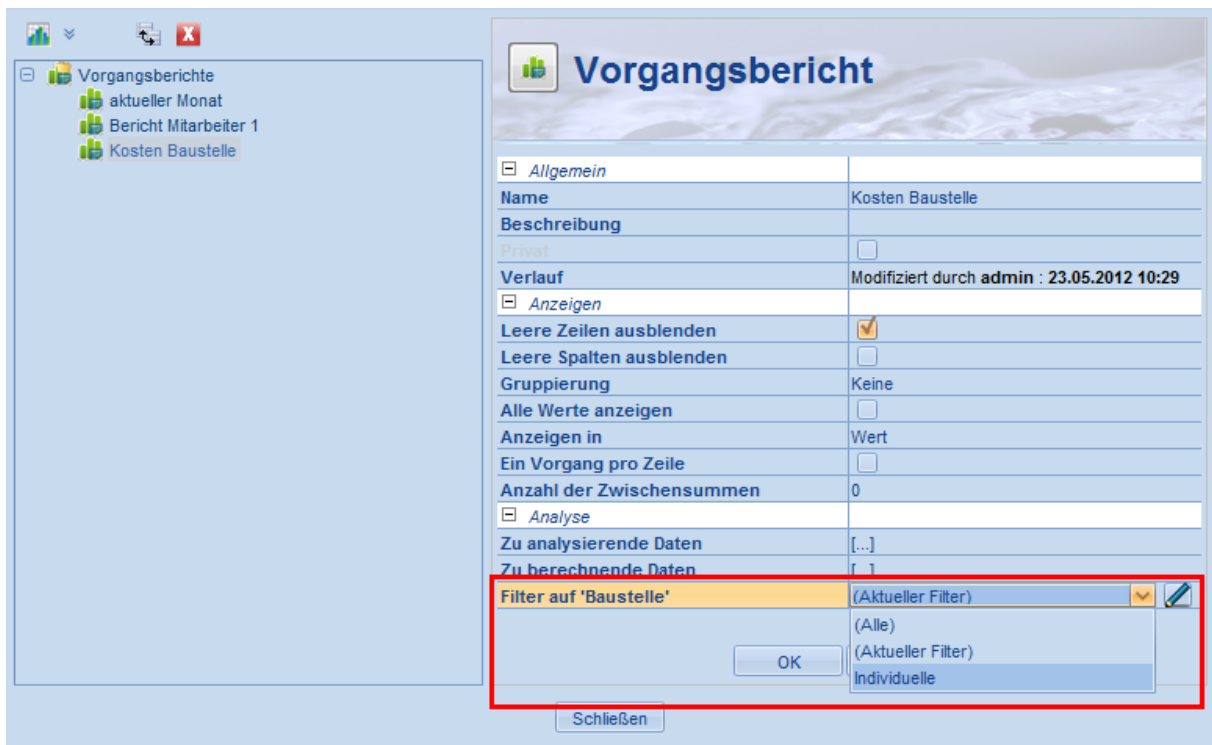 Vorgangsberichte
aktueller Monat
Bericht Mitarbeiter 1
Kosten Baustelle
Vorgangsbericht
Allgemein
Name Kosten Baustelle
Beschreibung
Privat
Verlauf Modifiziert durch admin : 23.05.2012 10:29
Anzeigen
Leere Zeilen ausblenden
Leere Spalten ausblenden
Gruppierung Keine
Alle Werte anzeigen
Anzeigen in Wert
Ein Vorgang pro Zeile
Anzahl der Zwischensummen 0
Analyse
Zu analysierende Daten [...]
Zu berechnende Daten [...]
Filter auf 'Baustelle' (Aktueller Filter)
(Alle)
(Aktueller Filter)
Individuelle
OK
Schließen